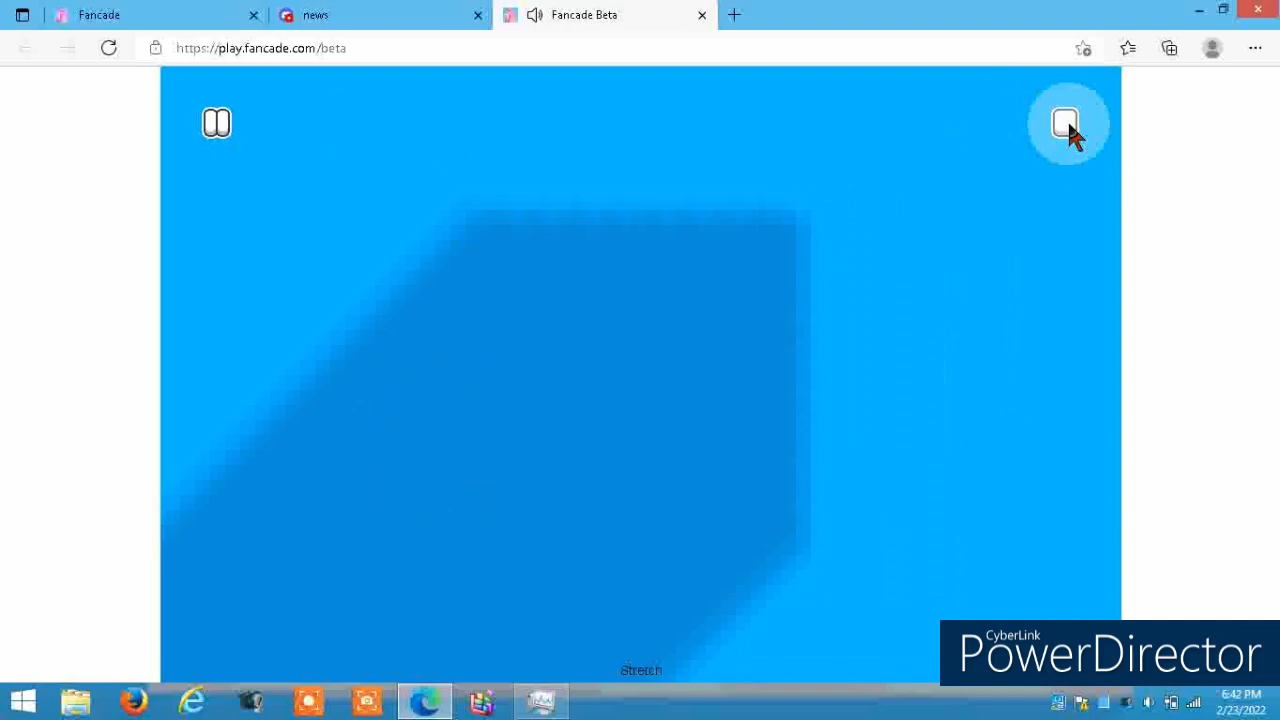 Fancade
news
Fancade Beta
https://play.fancade.com/beta
Stretch
CyberLink
PowerDirector
6:42 PM
2/23/2022